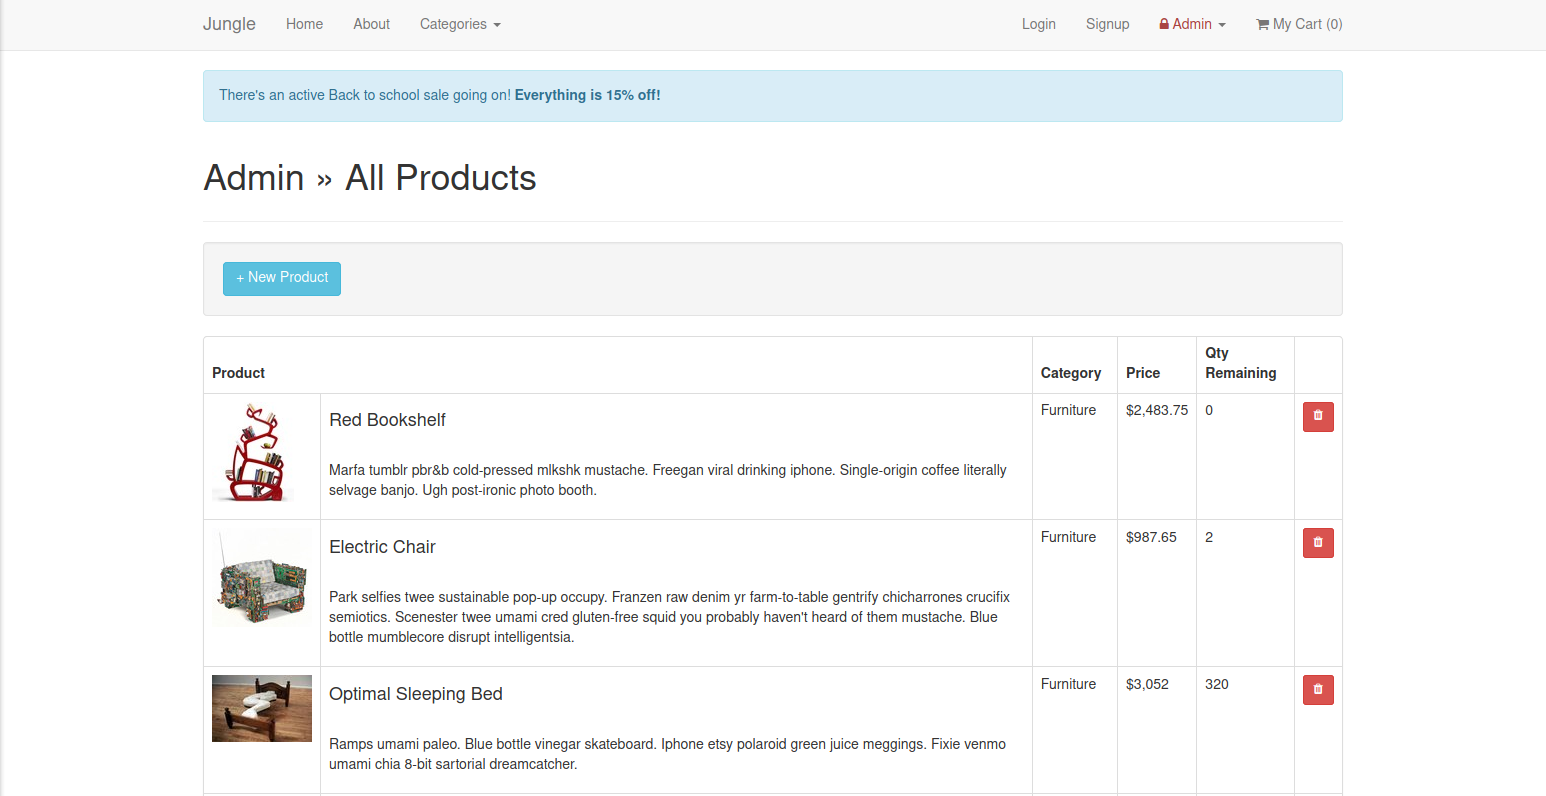 Jungle Home About Categories Login Signup Admin My Cart (0)
There's an active Back to school sale going on! Everything is 15% off!
Admin » All Products
+ New Product
Product Category Price Qty Remaining
Red Bookshelf
Furniture $2,483.75 0
Marfa tumblr pbr&b cold-pressed mlkshk mustache. Freegan viral drinking iphone. Single-origin coffee literally
selvage banjo. Ugh post-ironic photo booth.
Electric Chair
Furniture $987.65 2
Park selfies twee sustainable pop-up occupy. Franzen raw denim yr farm-to-table gentrify chicharrones crucifix
semiotics. Scenester twee umami cred gluten-free squid you probably haven't heard of them mustache. Blue
bottle mumblecore disrupt intelligentsia.
Optimal Sleeping Bed
Furniture $3,052 320
Ramps umami paleo. Blue bottle vinegar skateboard. Iphone etsy polaroid green juice meggings. Fixie venmo
umami chia 8-bit sartorial dreamcatcher.